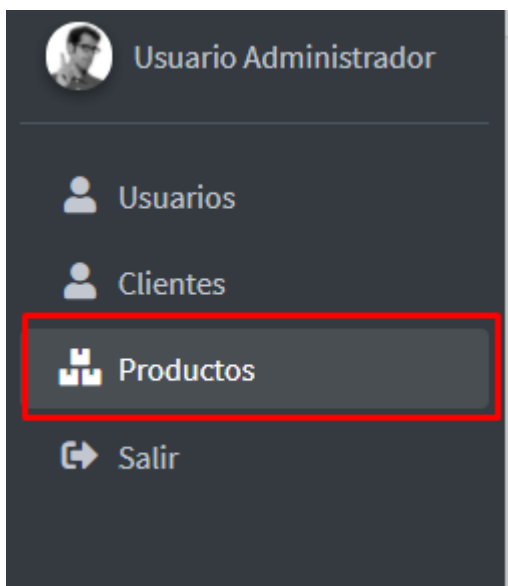 Usuario Administrador
Usuarios
Clientes
Productos
Salir